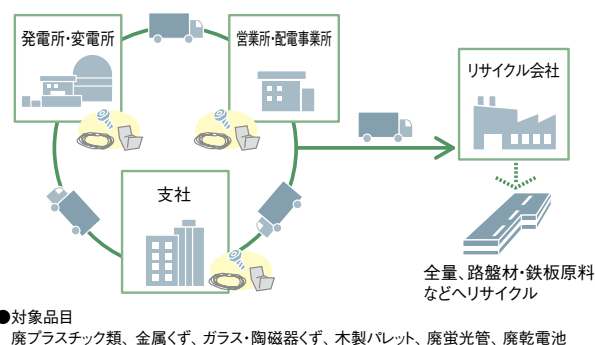 発電所・変電所
営業所・配電事業所
リサイクル会社
支社
全量、路盤材・鉄板原料
などへリサイクル
●対象品目
廃プラスチック類、金属くず、ガラス・陶磁器くず、木製パレット、廃蛍光管、廃乾電池